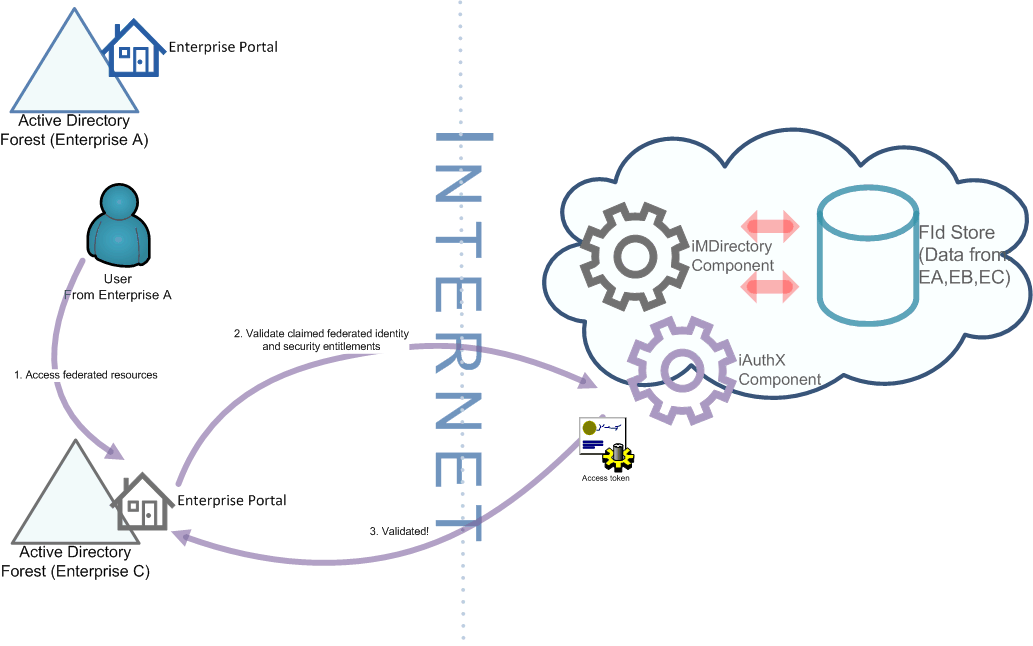 Enterprise Portal
Active Directory
Forest (Enterprise A)
User
From Enterprise A
1. Access federated resources
2. Validate claimed federated identity
and security entitlements
INTERNET
iMDirectory
Component
FId Store
(Data from
EA,EB,EC)
iAuthX
Component
Access token
Enterprise Portal
3. Validated!
Active Directory
Forest (Enterprise C)